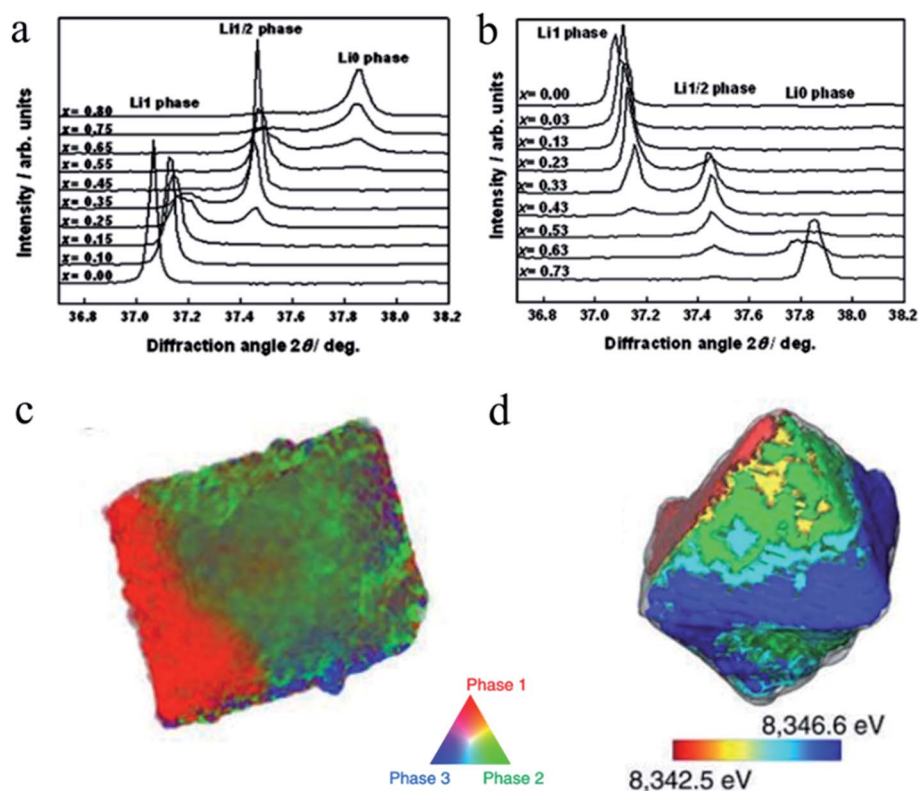 a
Li1/2 phase
Li0 phase
Li1 phase
x= 0.80
x= 0.75
x= 0.65
x= 0.55
x= 0.45
x= 0.35
x= 0.25
x= 0.15
x= 0.10
x= 0.00
Intensity / arb. units
36.8 37.0 37.2 37.4 37.6 37.8 38.0 38.2
Diffraction angle 2θ/ deg.
b
Li1 phase
Li1/2 phase
Li0 phase
x= 0.00
x= 0.03
x= 0.13
x= 0.23
x= 0.33
x= 0.43
x= 0.53
x= 0.63
x= 0.73
Intensity / arb. units
36.8 37.0 37.2 37.4 37.6 37.8 38.0 38.2
Diffraction angle 2θ/ deg.
c
d
Phase 1
Phase 3
Phase 2
8,346.6 eV
8,342.5 eV